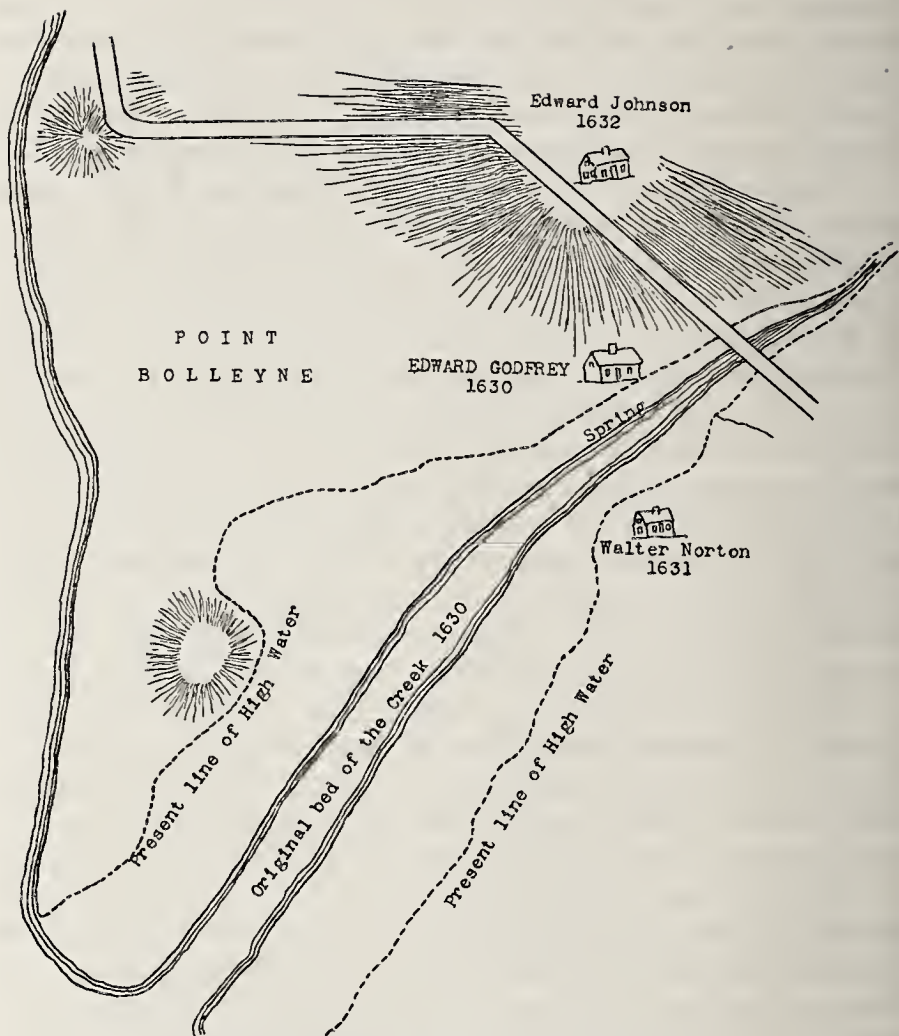 Edward Johnson
1632
POINT
BOLLEYNE
EDWARD GODFREY
1630
Spring
Walter Norton
1631
Original bed of the Creek 1630
Present line of High Water
Present line of High Water